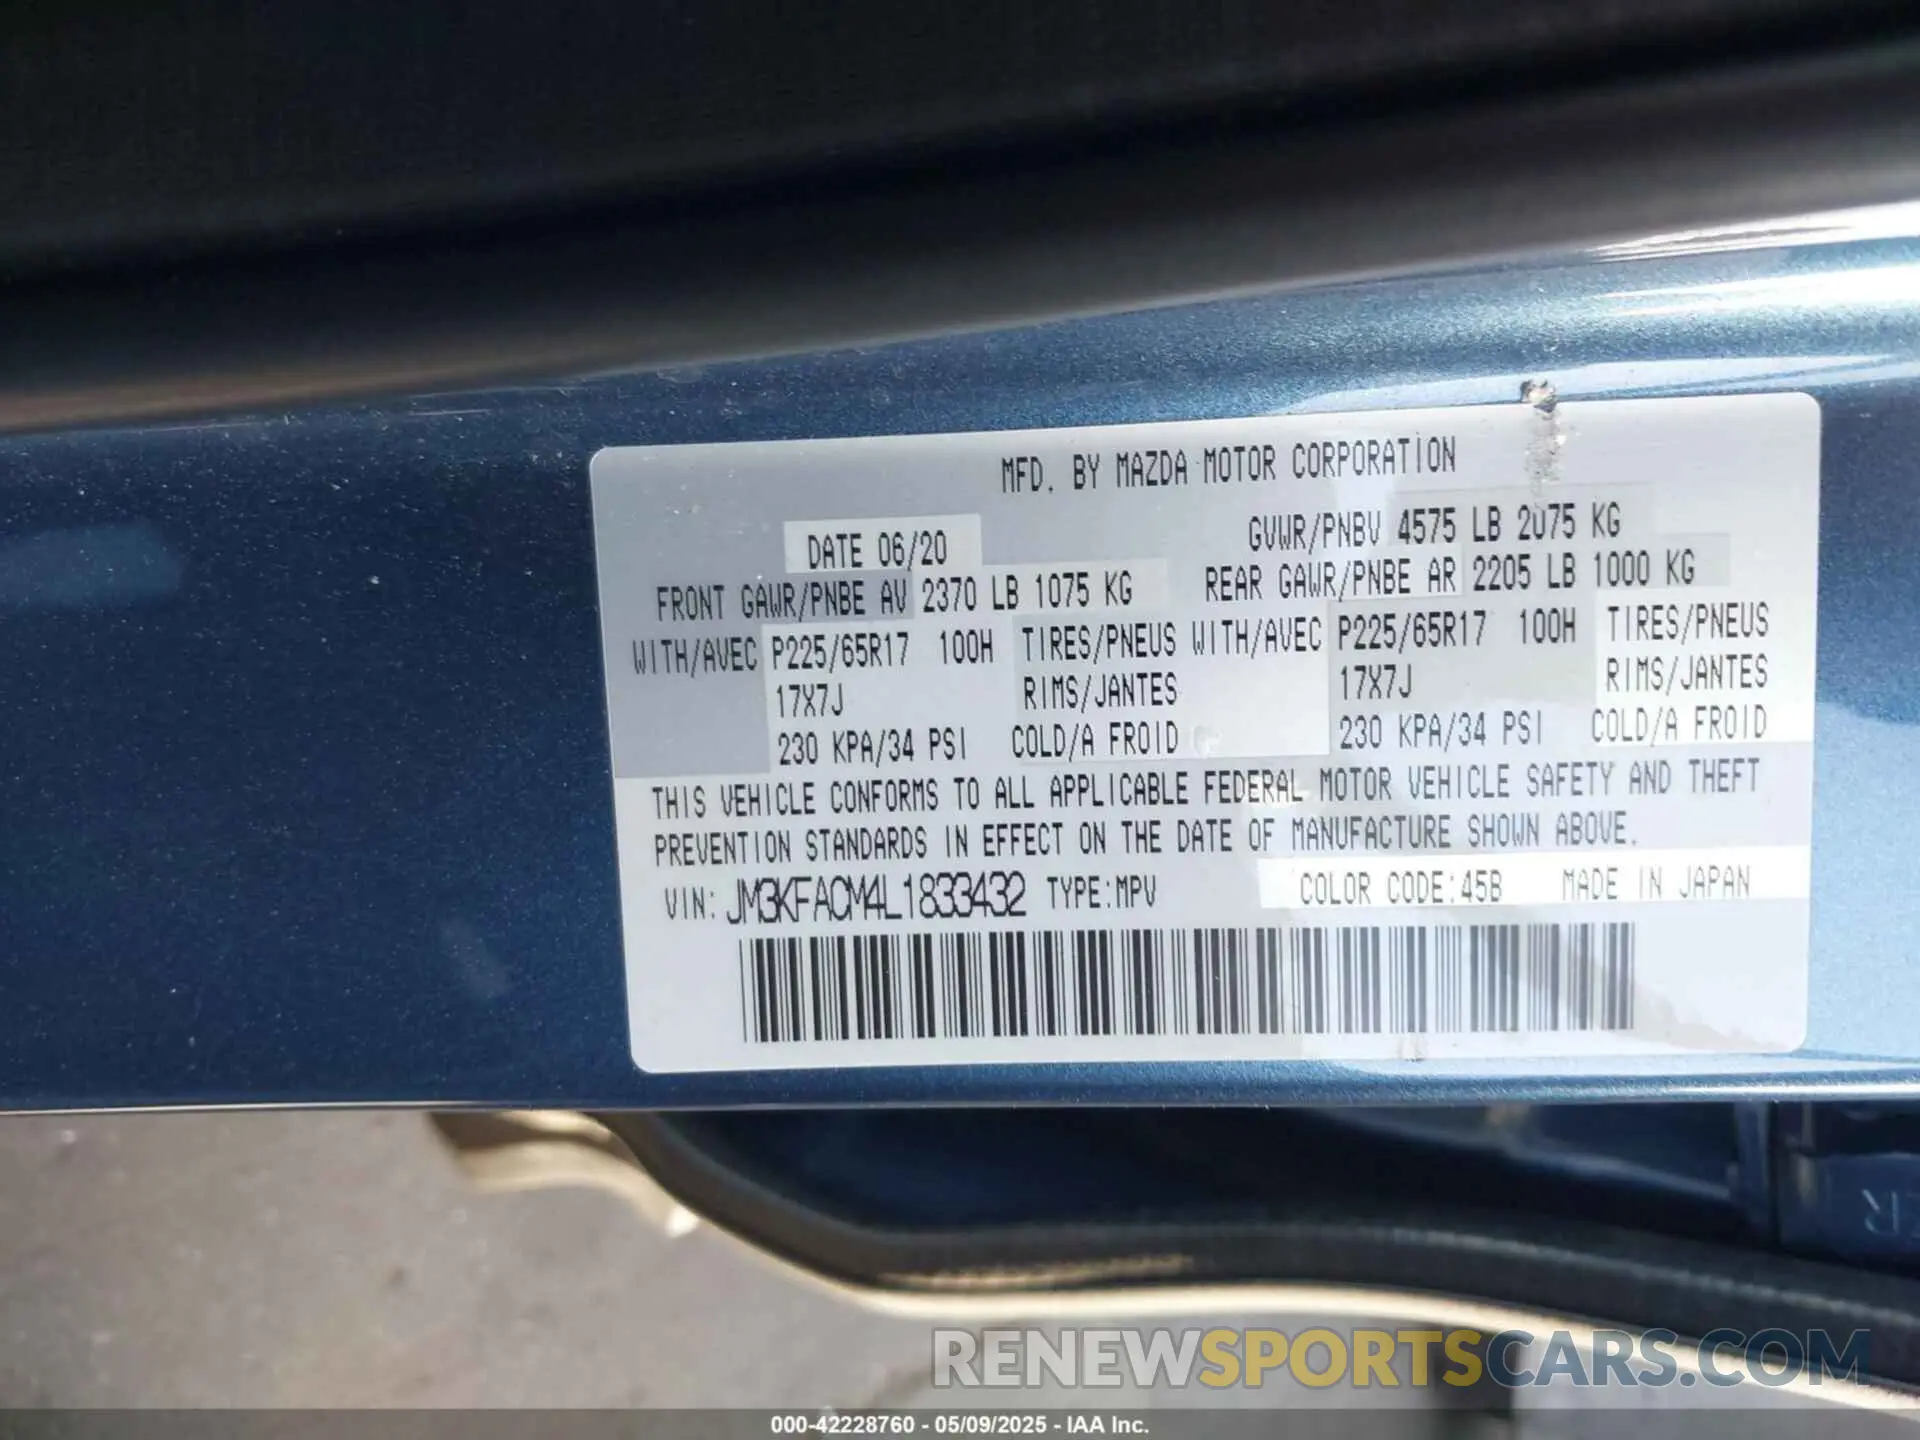 MFD. BY MAZDA MOTOR CORPORATION
DATE 06/20 GVWR/PNBV 4575 LB 2075 KG
FRONT GAWR/PNBE AV 2370 LB 1075 KG REAR GAWR/PNBE AR 2205 LB 1000 KG
WITH/AVEC P225/65R17 100H TIRES/PNEUS WITH/AVEC P225/65R17 100H TIRES/PNEUS
17X7J RIMS/JANTES 17X7J RIMS/JANTES
230 KPA/34 PSI COLD/A FROID 230 KPA/34 PSI COLD/A FROID
THIS VEHICLE CONFORMS TO ALL APPLICABLE FEDERAL MOTOR VEHICLE SAFETY AND THEFT
PREVENTION STANDARDS IN EFFECT ON THE DATE OF MANUFACTURE SHOWN ABOVE.
VIN: JM3KFACM4L1833432 TYPE:MPV COLOR CODE:45B MADE IN JAPAN
RENEWSPORTSCARS.COM
000-42228760 - 05/09/2025 - IAA Inc.